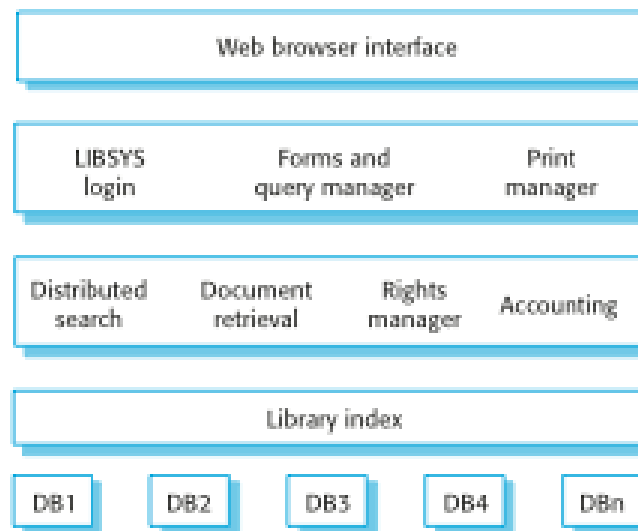 Web browser interface
LIBSYS login
Forms and query manager
Print manager
Distributed search
Document retrieval
Rights manager
Accounting
Library index
DB1 DB2 DB3 DB4 DBn